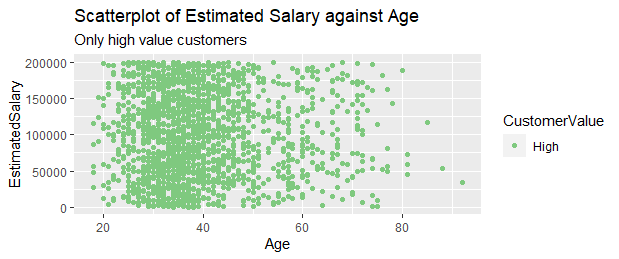 Scatterplot of Estimated Salary against Age
Only high value customers
200000
150000
100000
50000
0
EstimatedSalary
20 40 60 80
Age
CustomerValue
High